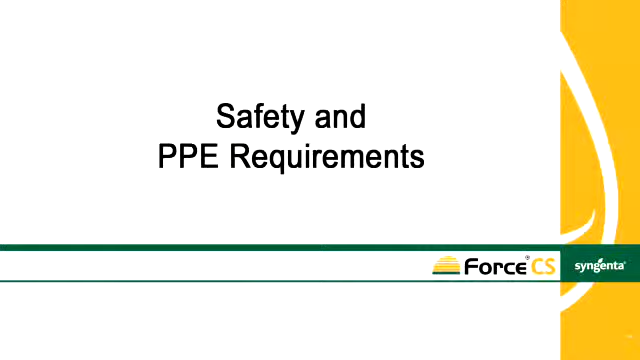 Safety and
PPE Requirements
Force® CS
syngenta